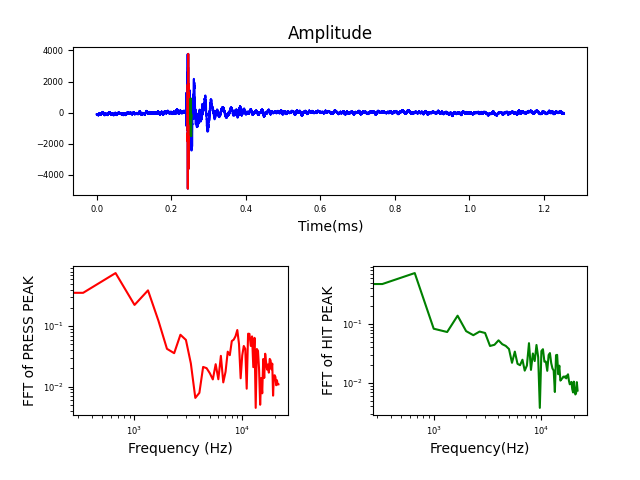 Amplitude
4000
2000
0
−2000
−4000
0.0 0.2 0.4 0.6 0.8 1.0 1.2
Time(ms)
FFT of PRESS PEAK
10⁻¹
10⁻²
10³ 10⁴
Frequency (Hz)
FFT of HIT PEAK
10⁻¹
10⁻²
10³ 10⁴
Frequency(Hz)